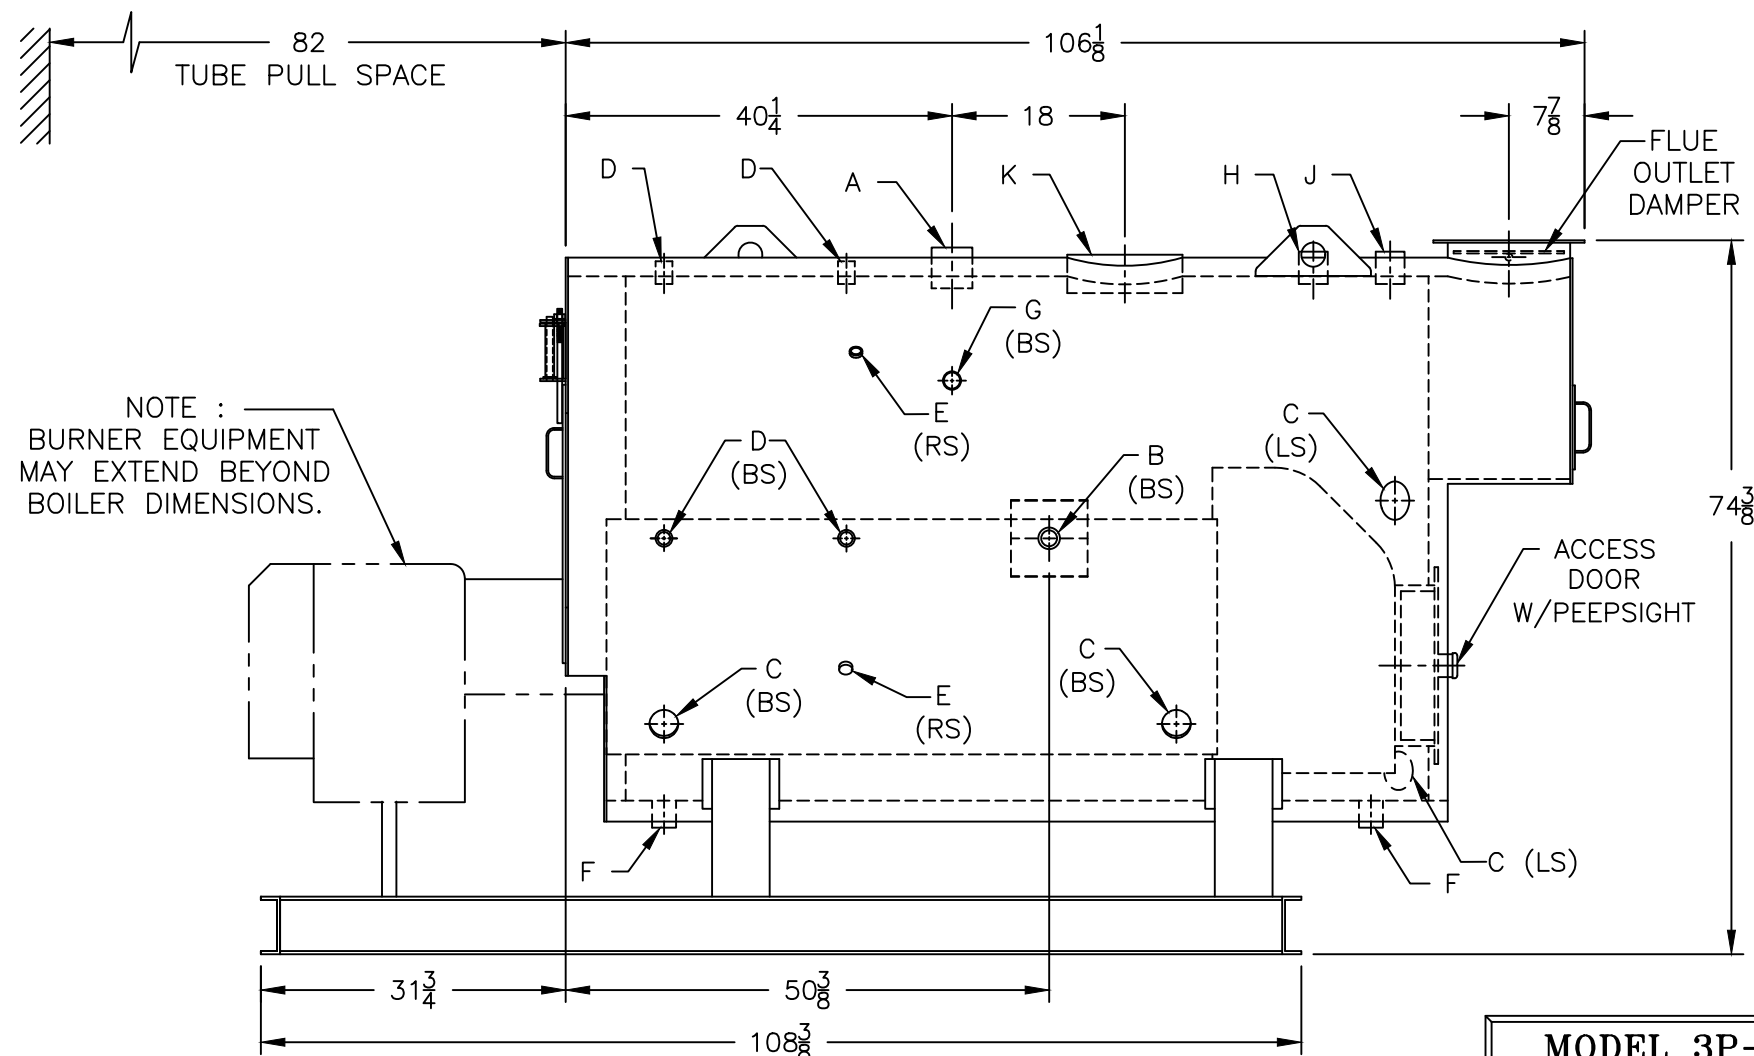 82
TUBE PULL SPACE
106 1/8
40 1/4
18
7 7/8
FLUE
OUTLET
DAMPER
D
D
A
K
H
J
G
(BS)
E
(RS)
NOTE :
BURNER EQUIPMENT
MAY EXTEND BEYOND
BOILER DIMENSIONS.
D
(BS)
B
(BS)
C
(LS)
74 3/8
ACCESS
DOOR
W/PEEPSIGHT
C
(BS)
E
(RS)
C
(BS)
F
F
C (LS)
31 3/4
50 3/8
108 3/8
MODEL 3P-